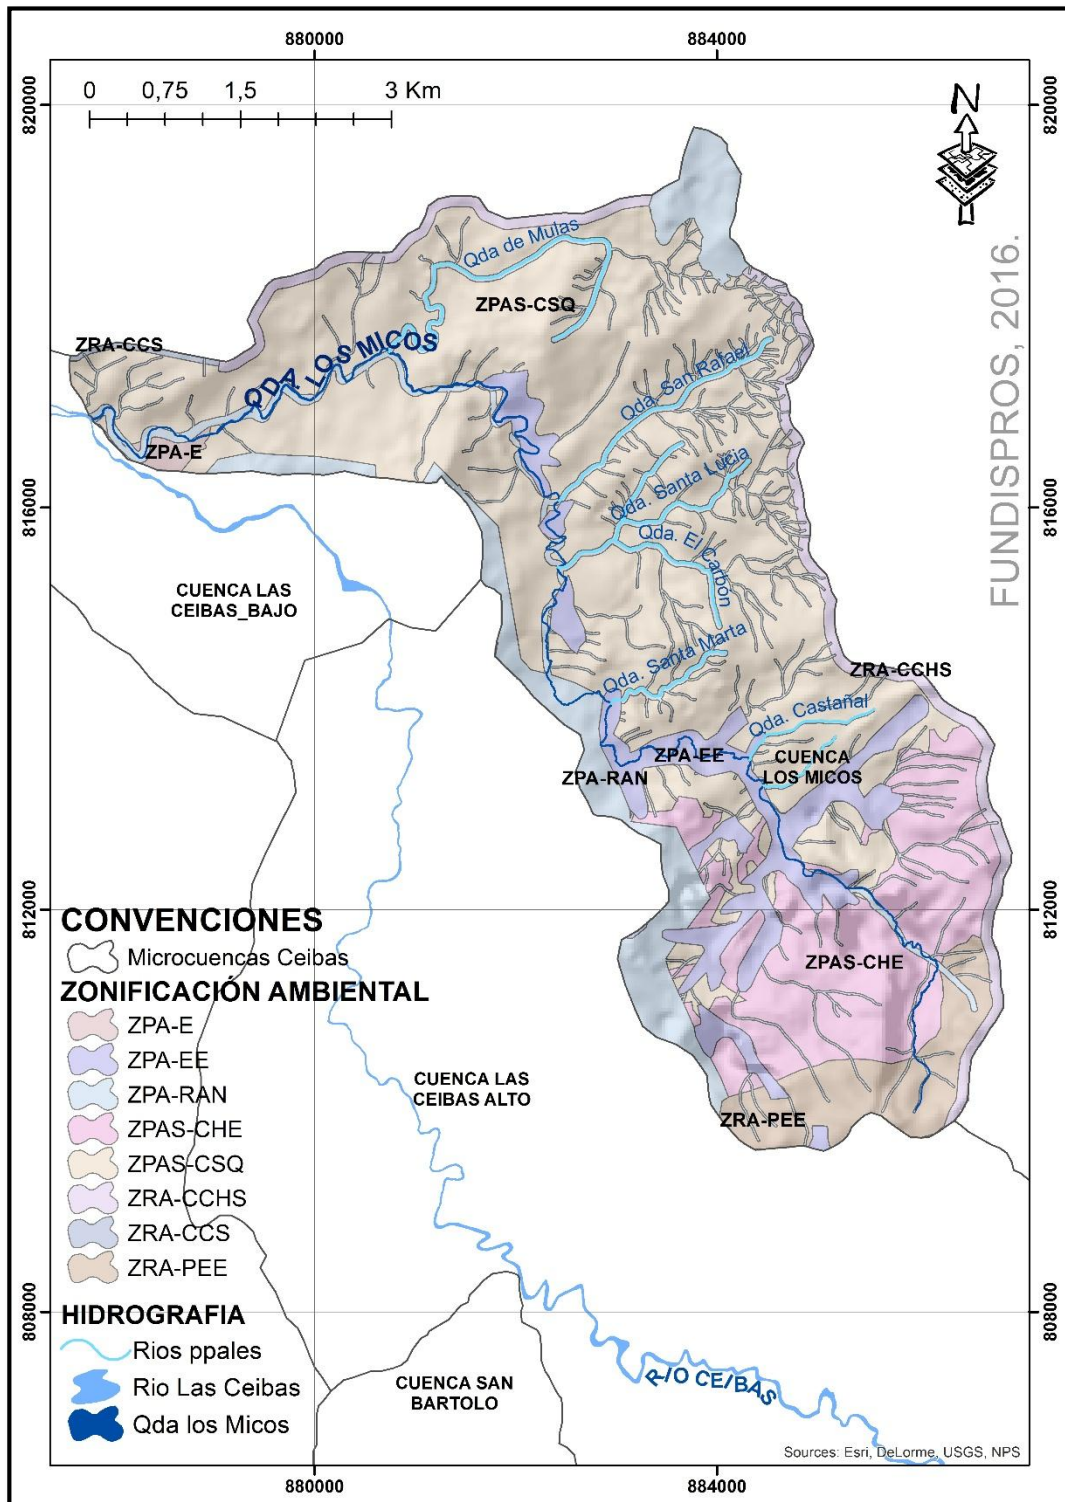 880000
884000
820000
820000
0
0,75
1,5
3 Km
N
Qda de Mulas
ZPAS-CSQ
ZRA-CCS
QDA. LOS MICOS
Qda. San Rafael
FUNDISPROS, 2016.
ZPA-E
Qda. Santa Lucia
816000
816000
Qda. El Carbon
CUENCA LAS
CEIBAS_BAJO
Qda. Santa Marta
ZRA-CCHS
Qda. Castañal
ZPA-EE
CUENCA
LOS MICOS
ZPA-RAN
812000
812000
ZPAS-CHE
CUENCA LAS
CEIBAS ALTO
ZRA-PEE
CONVENCIONES
Microcuencas Ceibas
ZONIFICACIÓN AMBIENTAL
ZPA-E
ZPA-EE
ZPA-RAN
ZPAS-CHE
ZPAS-CSQ
ZRA-CCHS
ZRA-CCS
ZRA-PEE
808000
808000
HIDROGRAFIA
Rios ppales
Rio Las Ceibas
Qda los Micos
CUENCA SAN
BARTOLO
RIO CEIBAS
Sources: Esri, DeLorme, USGS, NPS
880000
884000